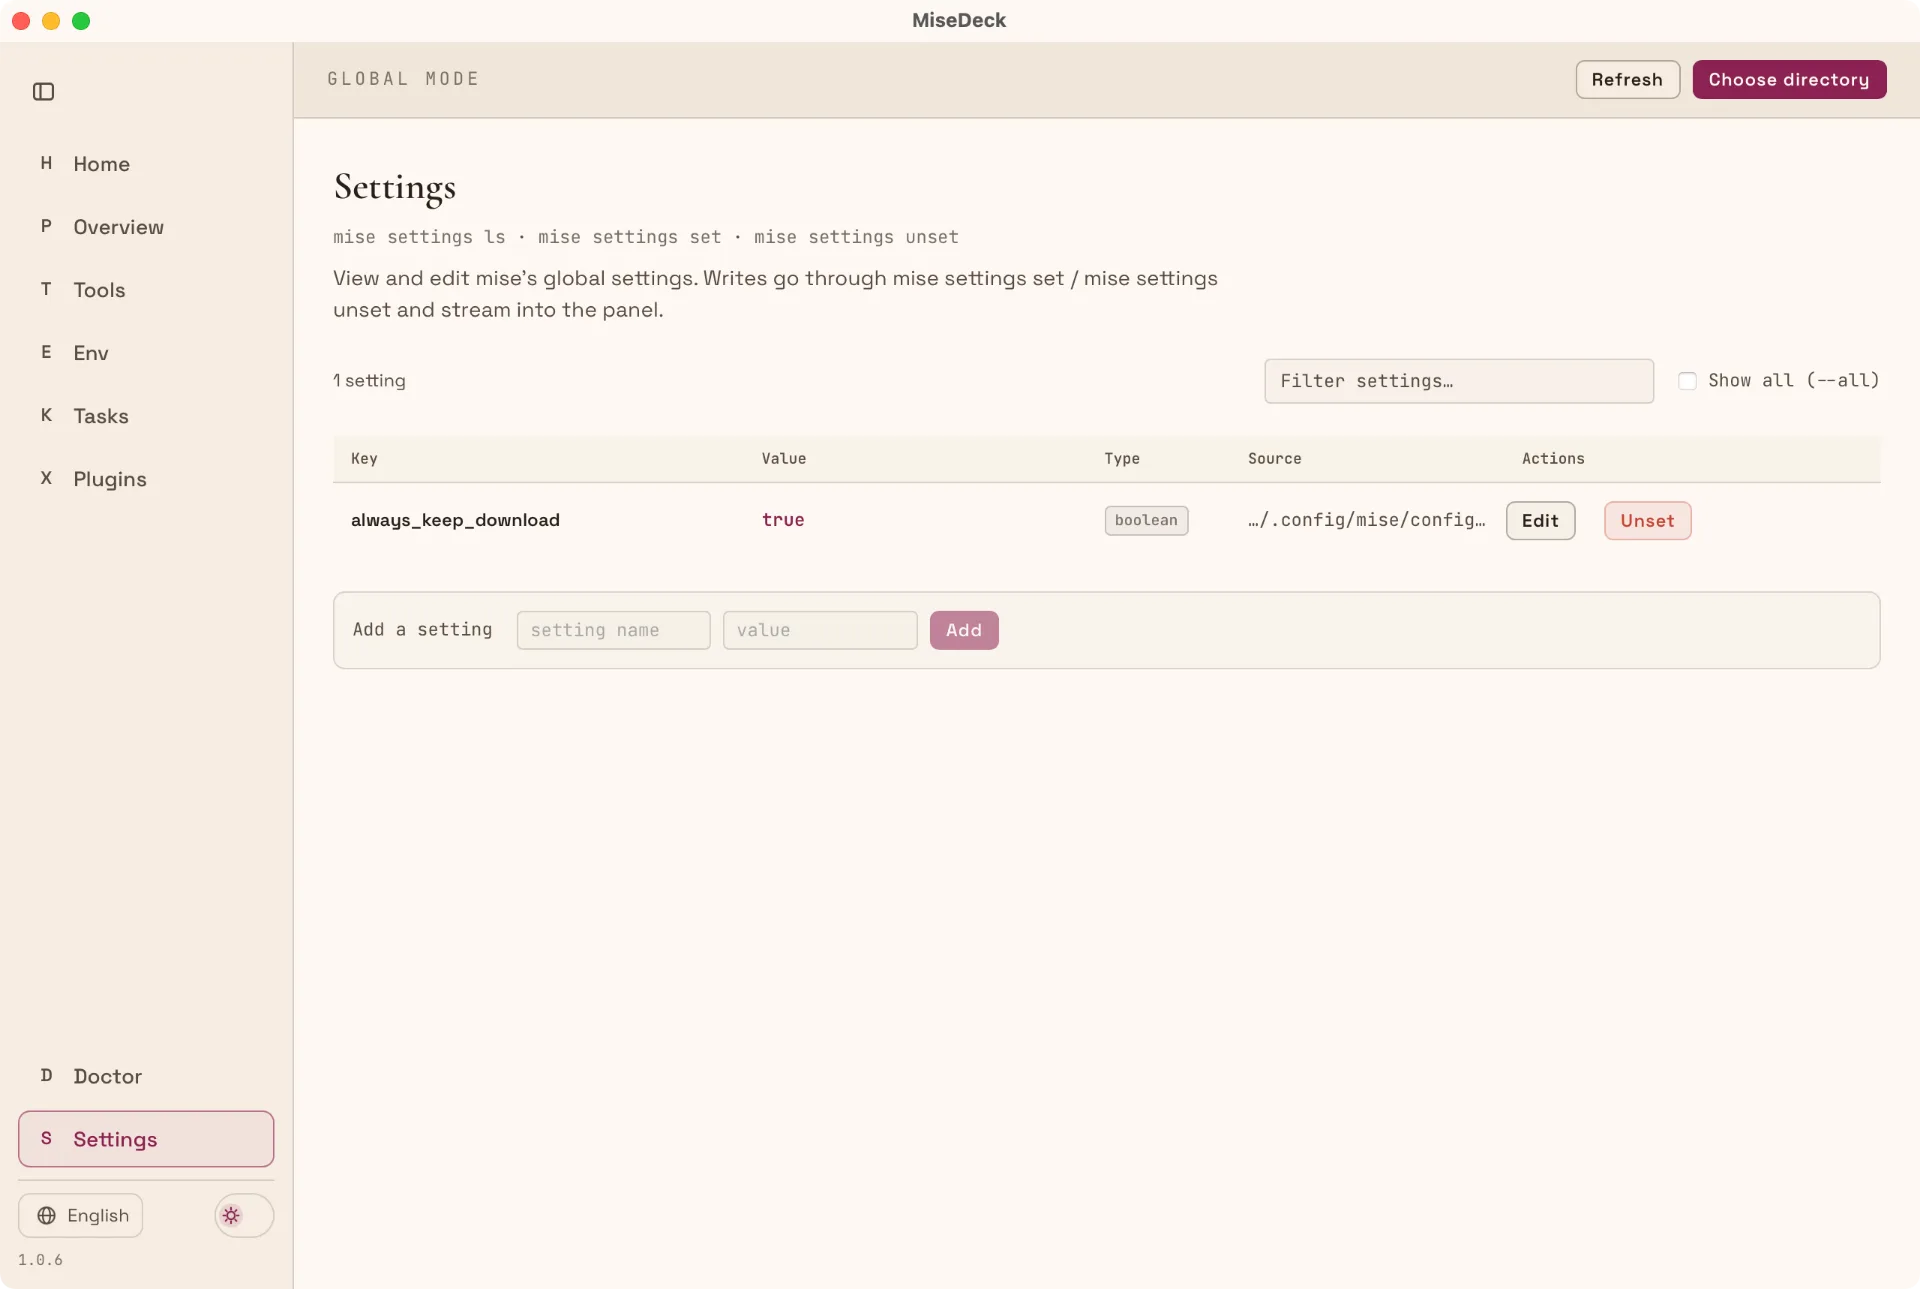 MiseDeck
GLOBAL MODE
Refresh
Choose directory
H Home
P Overview
T Tools
E Env
K Tasks
X Plugins
Settings
mise settings ls · mise settings set · mise settings unset
View and edit mise’s global settings. Writes go through mise settings set / mise settings
unset and stream into the panel.
1 setting
Filter settings…
Show all (--all)
Key Value Type Source Actions
always_keep_download true boolean …/.config/mise/config… Edit Unset
Add a setting setting name value Add
D Doctor
S Settings
English
1.0.6